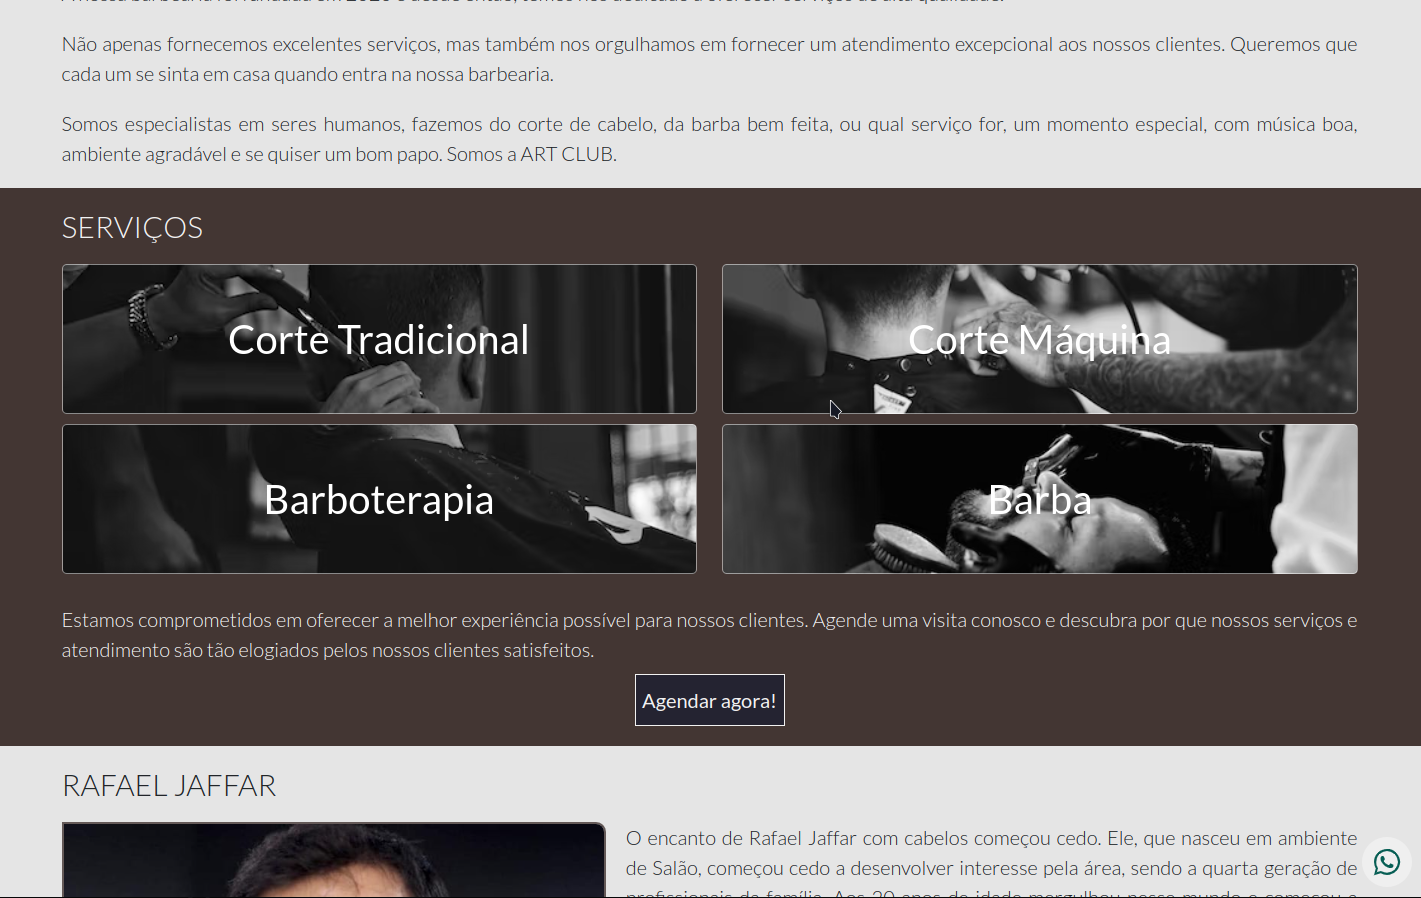 Não apenas fornecemos excelentes serviços, mas também nos orgulhamos em fornecer um atendimento excepcional aos nossos clientes. Queremos que
cada um se sinta em casa quando entra na nossa barbearia.
Somos especialistas em seres humanos, fazemos do corte de cabelo, da barba bem feita, ou qual serviço for, um momento especial, com música boa,
ambiente agradável e se quiser um bom papo. Somos a ART CLUB.
SERVIÇOS
Corte Tradicional
Corte Máquina
Barboterapia
Barba
Estamos comprometidos em oferecer a melhor experiência possível para nossos clientes. Agende uma visita conosco e descubra por que nossos serviços e
atendimento são tão elogiados pelos nossos clientes satisfeitos.
Agendar agora!
RAFAEL JAFFAR
O encanto de Rafael Jaffar com cabelos começou cedo. Ele, que nasceu em ambiente
de Salão, começou cedo a desenvolver interesse pela área, sendo a quarta geração de